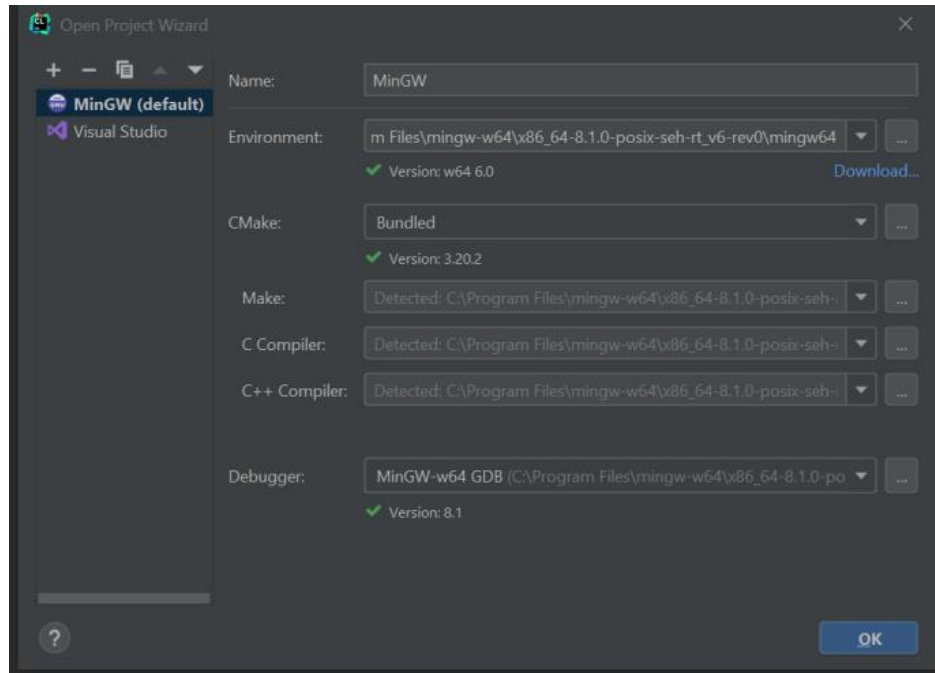 Open Project Wizard
MinGW (default)
Visual Studio
Name:
MinGW
Environment:
m Files\mingw-w64\x86_64-8.1.0-posix-seh-rt_v6-rev0\mingw64
...
Version: w64 6.0
Download...
CMake:
Bundled
...
Version: 3.20.2
Make:
Detected: C:\Program Files\mingw-w64\x86_64-8.1.0-posix-seh-
...
C Compiler:
Detected: C:\Program Files\mingw-w64\x86_64-8.1.0-posix-seh-
...
C++ Compiler:
Detected: C:\Program Files\mingw-w64\x86_64-8.1.0-posix-seh-
...
Debugger:
MinGW-w64 GDB (C:\Program Files\mingw-w64\x86_64-8.1.0-po
...
Version: 8.1
?
OK